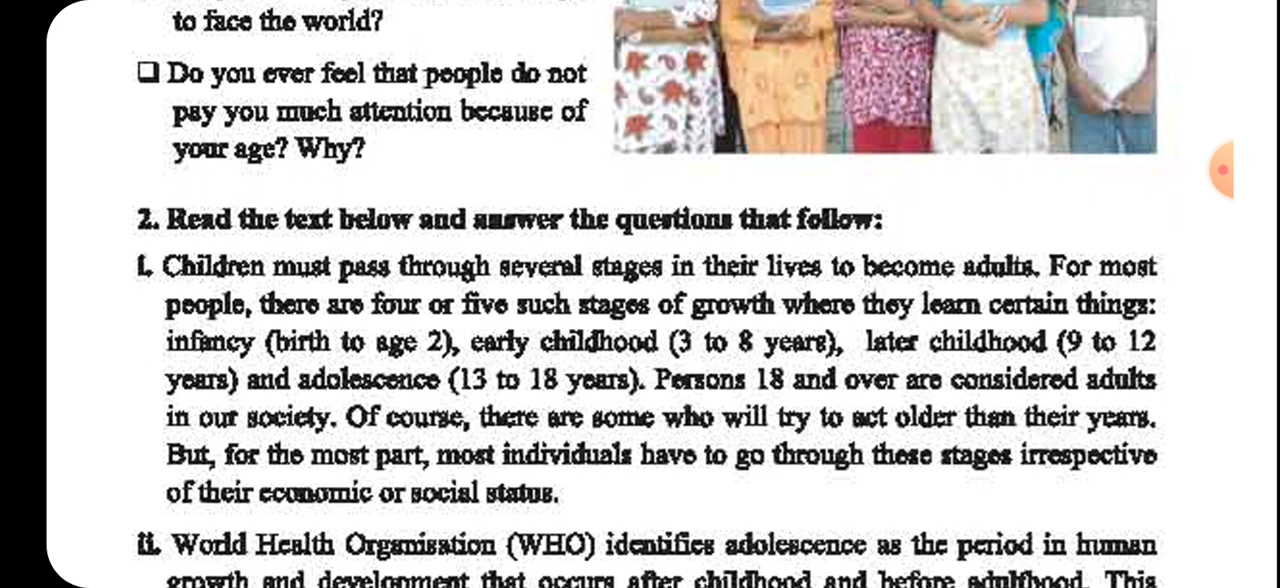 to face the world?
❑ Do you ever feel that people do not
pay you much attention because of
your age? Why?
2. Read the text below and answer the questions that follow:
i. Children must pass through several stages in their lives to become adults. For most
people, there are four or five such stages of growth where they learn certain things:
infancy (birth to age 2), early childhood (3 to 8 years), later childhood (9 to 12
years) and adolescence (13 to 18 years). Persons 18 and over are considered adults
in our society. Of course, there are some who will try to act older than their years.
But, for the most part, most individuals have to go through these stages irrespective
of their economic or social status.
ii. World Health Organisation (WHO) identifies adolescence as the period in human
growth and development that occurs after childhood and before adulthood. This